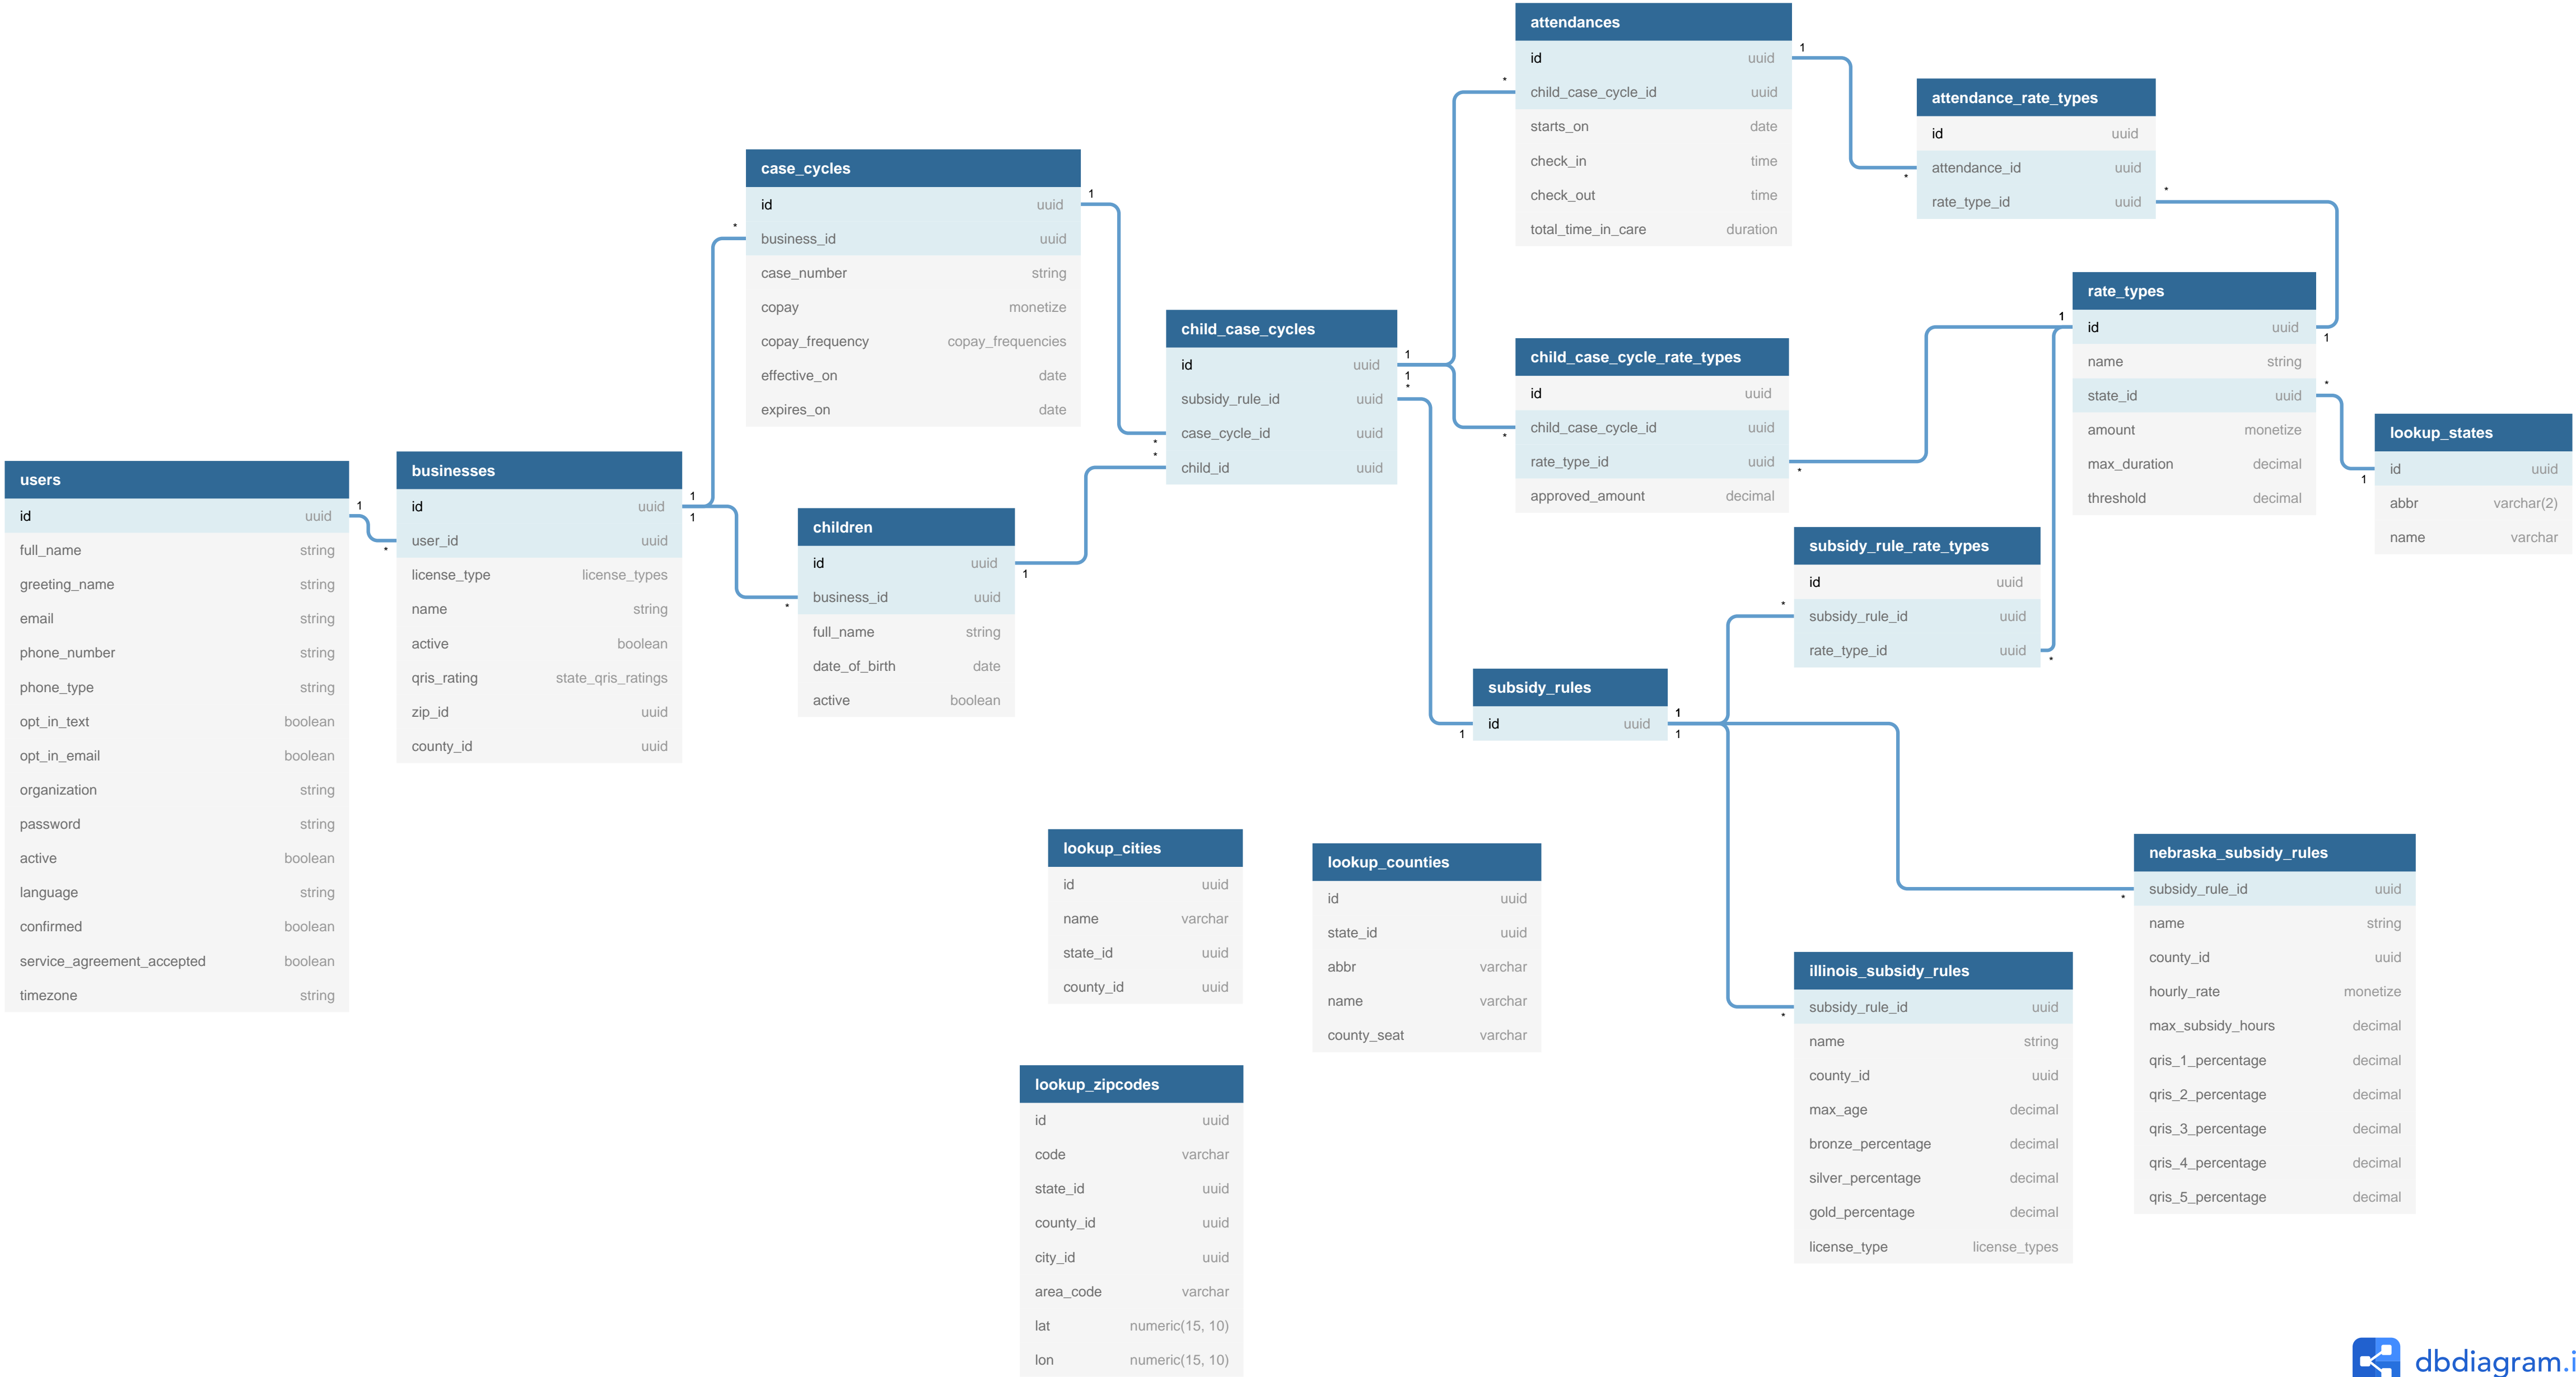 attendances
id uuid
child_case_cycle_id uuid
starts_on date
check_in time
check_out time
total_time_in_care duration
attendance_rate_types
id uuid
attendance_id uuid
rate_type_id uuid
case_cycles
id uuid
business_id uuid
case_number string
copay monetize
copay_frequency copay_frequencies
effective_on date
expires_on date
rate_types
id uuid
name string
state_id uuid
amount monetize
max_duration decimal
threshold decimal
child_case_cycles
id uuid
subsidy_rule_id uuid
case_cycle_id uuid
child_id uuid
child_case_cycle_rate_types
id uuid
child_case_cycle_id uuid
rate_type_id uuid
approved_amount decimal
lookup_states
id uuid
abbr varchar(2)
name varchar
users
id uuid
full_name string
greeting_name string
email string
phone_number string
phone_type string
opt_in_text boolean
opt_in_email boolean
organization string
password string
active boolean
language string
confirmed boolean
service_agreement_accepted boolean
timezone string
businesses
id uuid
user_id uuid
license_type license_types
name string
active boolean
qris_rating state_qris_ratings
zip_id uuid
county_id uuid
children
id uuid
business_id uuid
full_name string
date_of_birth date
active boolean
subsidy_rule_rate_types
id uuid
subsidy_rule_id uuid
rate_type_id uuid
subsidy_rules
id uuid
lookup_cities
id uuid
name varchar
state_id uuid
county_id uuid
lookup_counties
id uuid
state_id uuid
abbr varchar
name varchar
county_seat varchar
nebraska_subsidy_rules
subsidy_rule_id uuid
name string
county_id uuid
hourly_rate monetize
max_subsidy_hours decimal
qris_1_percentage decimal
qris_2_percentage decimal
qris_3_percentage decimal
qris_4_percentage decimal
qris_5_percentage decimal
illinois_subsidy_rules
subsidy_rule_id uuid
name string
county_id uuid
max_age decimal
bronze_percentage decimal
silver_percentage decimal
gold_percentage decimal
license_type license_types
lookup_zipcodes
id uuid
code varchar
state_id uuid
county_id uuid
city_id uuid
area_code varchar
lat numeric(15, 10)
lon numeric(15, 10)
dbdiagram.i